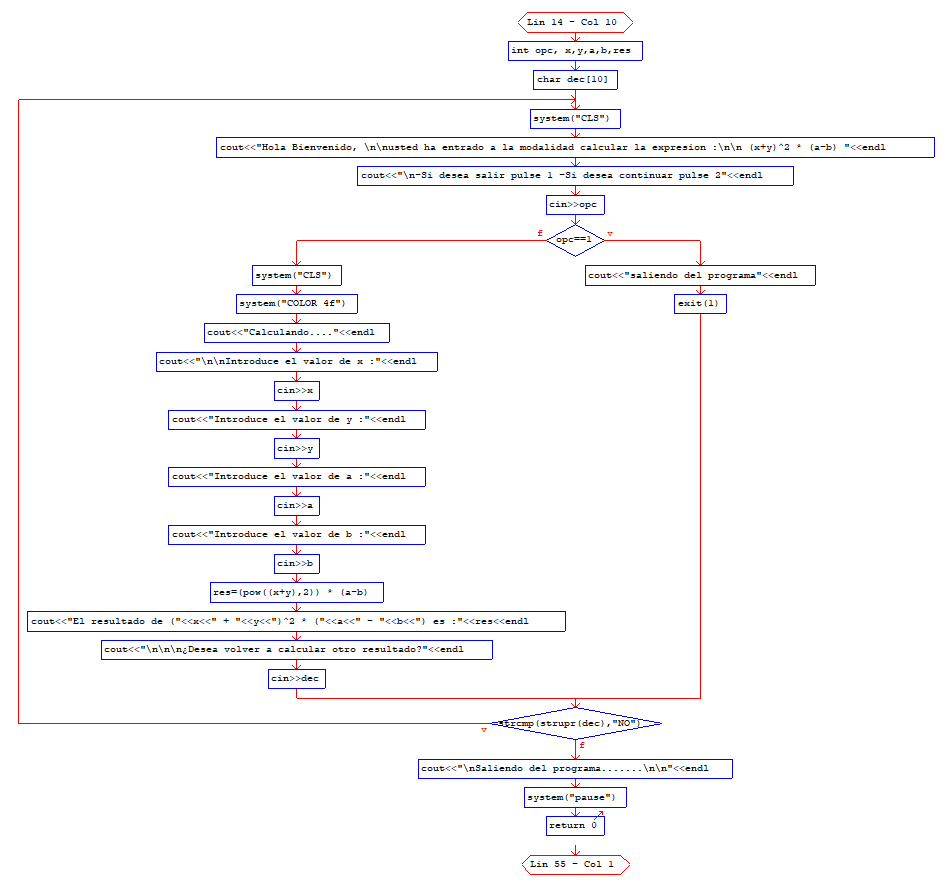 Lin 14 - Col 10
int opc, x,y,a,b,res
char dec[10]
system("CLS")
cout<<"Hola Bienvenido, \n\nusted ha entrado a la modalidad calcular la expresion :\n\n (x+y)^2 * (a-b) "<<endl
cout<<"\n-Si desea salir pulse 1 -Si desea continuar pulse 2"<<endl
cin>>opc
f
opc==1
v
system("CLS")
cout<<"saliendo del programa"<<endl
system("COLOR 4f")
exit(1)
cout<<"Calculando...."<<endl
cout<<"\n\nIntroduce el valor de x :"<<endl
cin>>x
cout<<"Introduce el valor de y :"<<endl
cin>>y
cout<<"Introduce el valor de a :"<<endl
cin>>a
cout<<"Introduce el valor de b :"<<endl
cin>>b
res=(pow((x+y),2)) * (a-b)
cout<<"El resultado de ("<<x<<" + "<<y<<")^2 * ("<<a<<" - "<<b<<") es :"<<res<<endl
cout<<"\n\n\n¿Desea volver a calcular otro resultado?"<<endl
cin>>dec
strcmp(strupr(dec),"NO")
v
f
cout<<"\nSaliendo del programa.......\n\n"<<endl
system("pause")
return 0
Lin 55 - Col 1